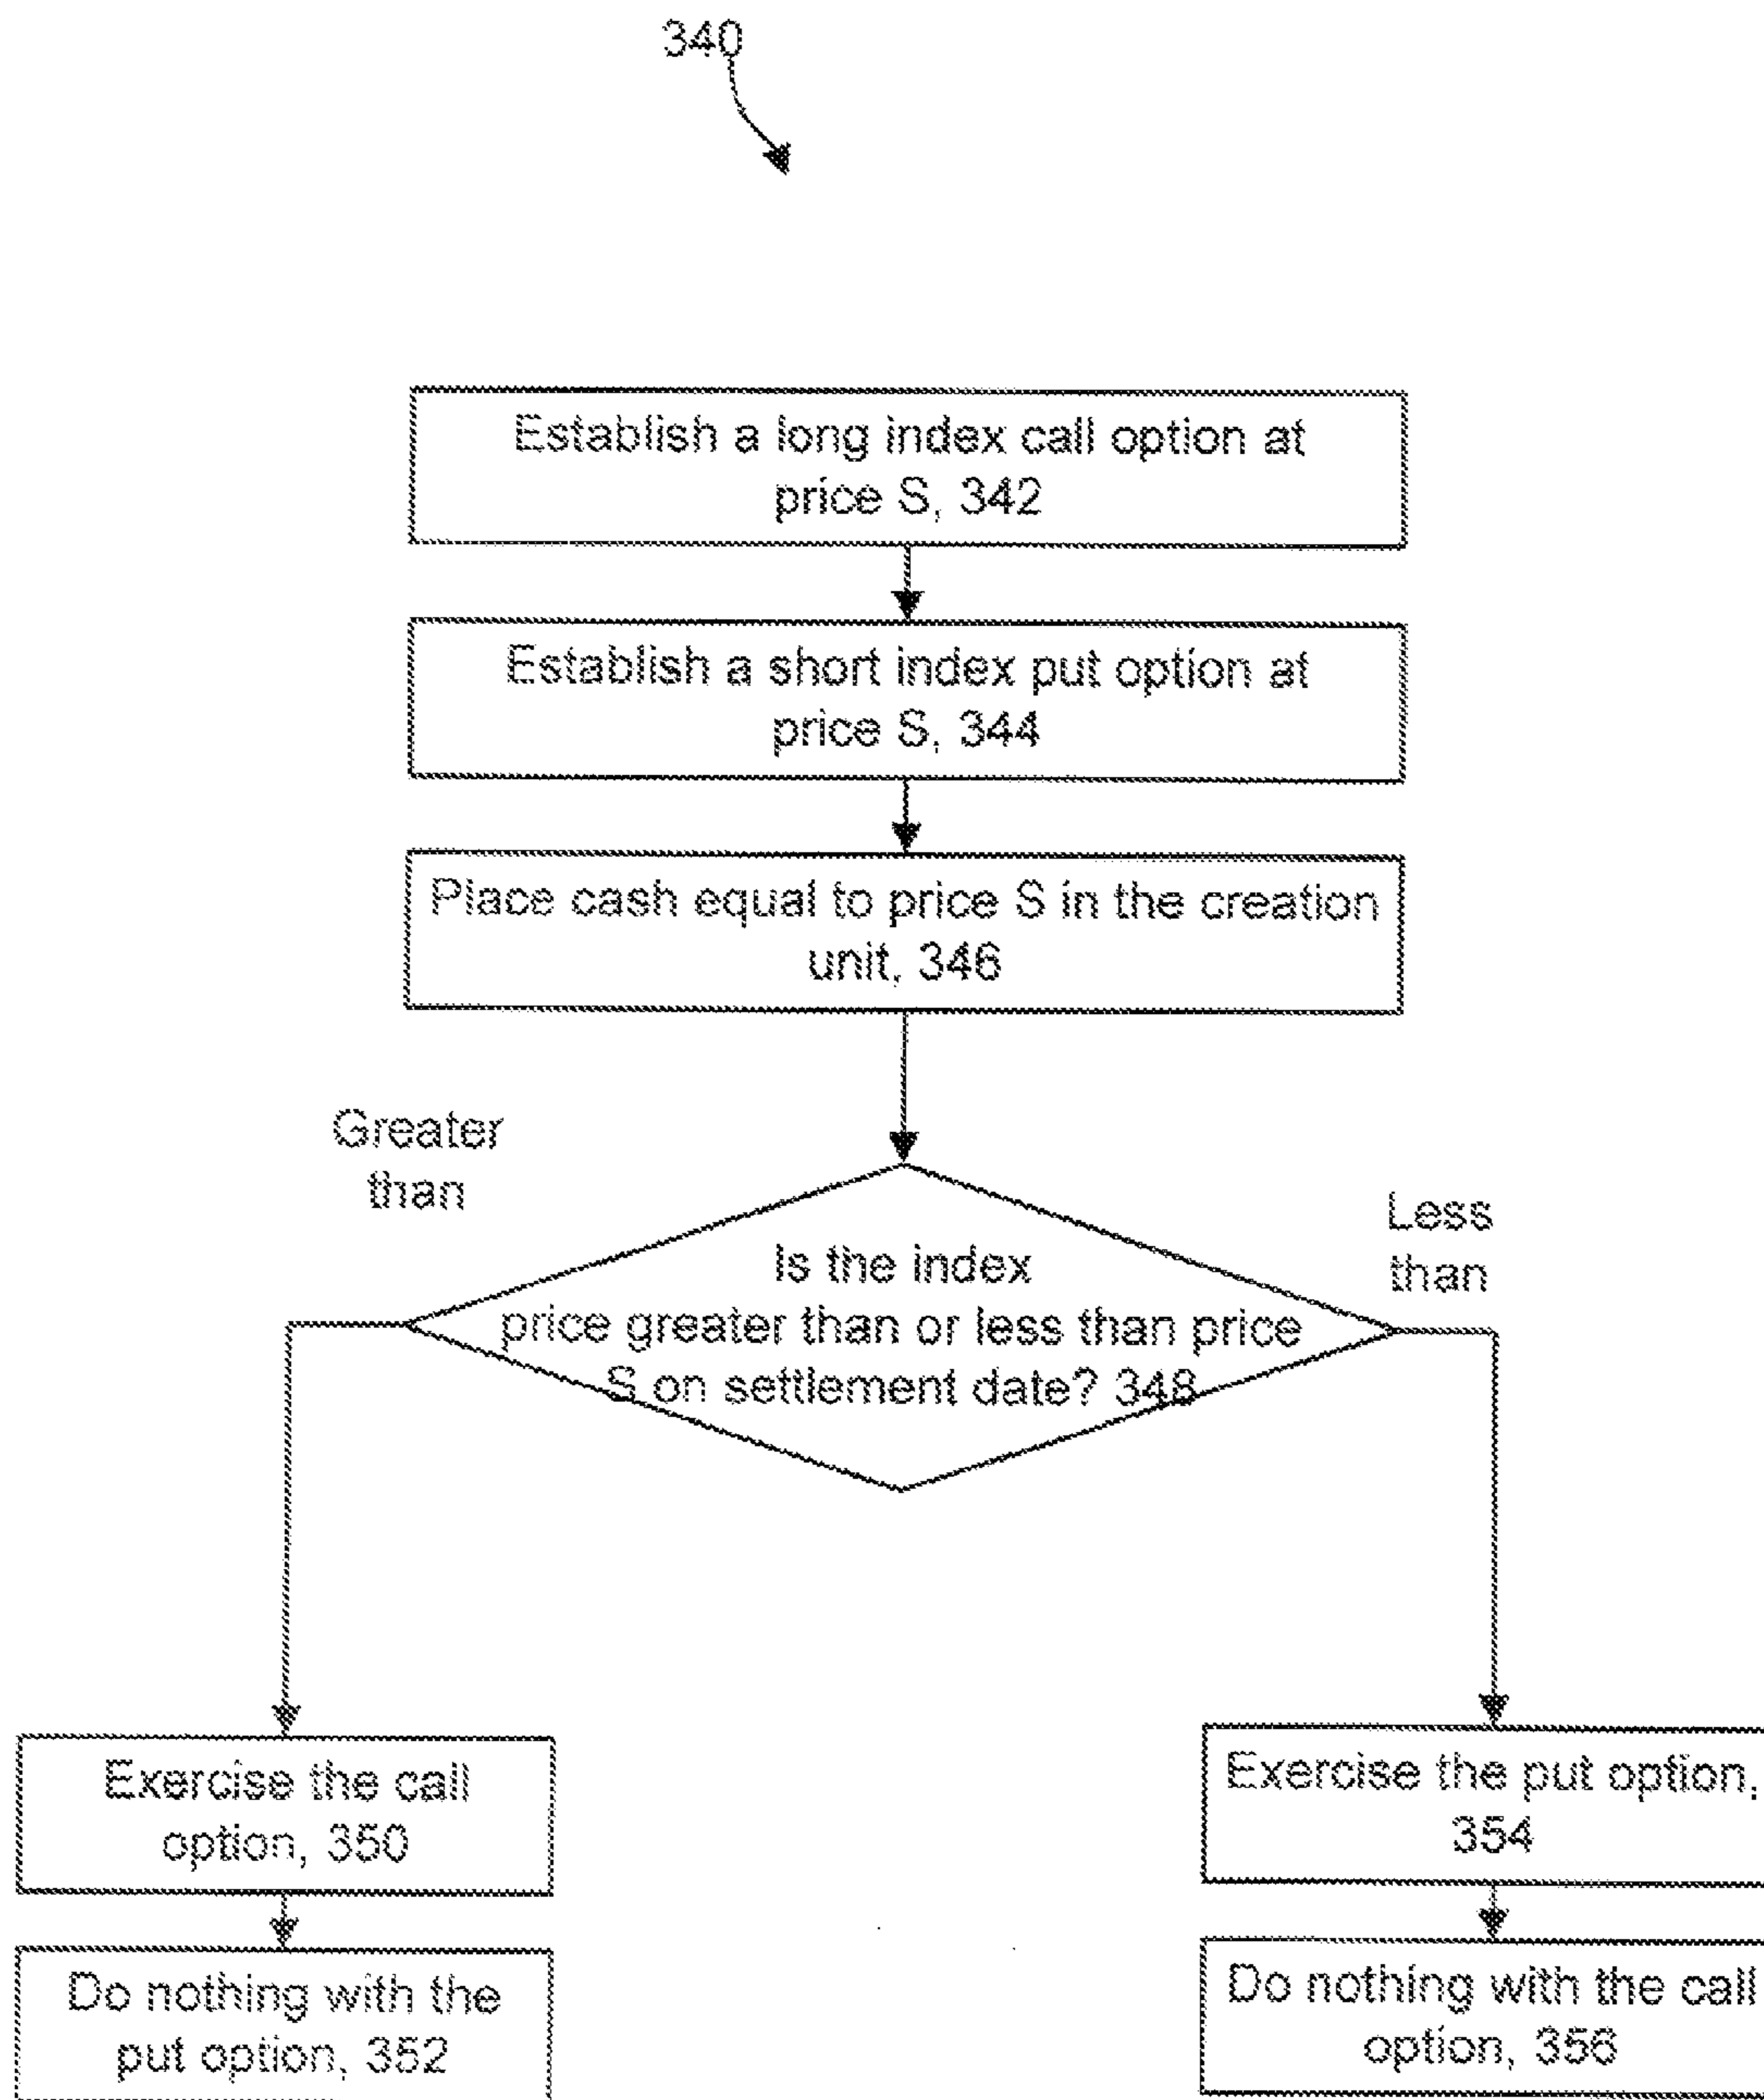 340
Establish a long index call option at
price S, 342
Establish a short index put option at
price S, 344
Place cash equal to price S in the creation
unit, 346
Greater
than
Less
than
Is the index
price greater than or less than price
S on settlement date? 348
Exercise the call
option, 350
Exercise the put option,
354
Do nothing with the
put option, 352
Do nothing with the call
option, 356